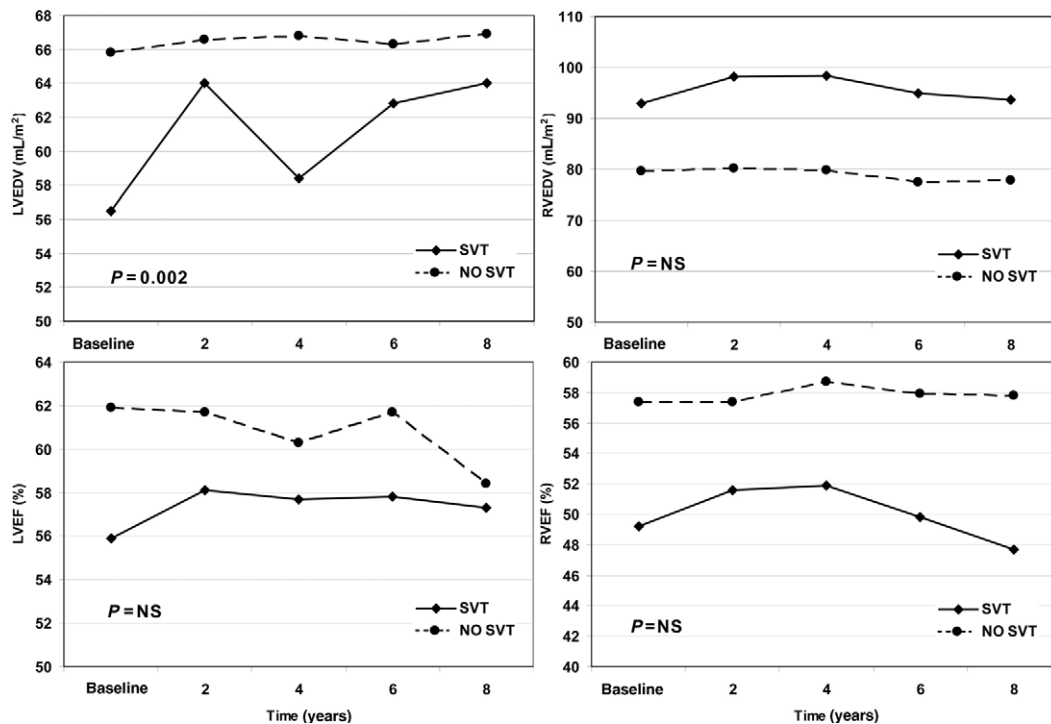 68
66
64
62
60
58
56
54
52
50
LVEDV (mL/m²)
SVT
NO SVT
P = 0.002
Baseline 2 4 6 8
110
100
90
80
70
60
50
RVEDV (mL/m²)
SVT
NO SVT
P = NS
Baseline 2 4 6 8
64
62
60
58
56
54
52
50
LVEF (%)
P = NS
SVT
NO SVT
Baseline 2 4 6 8
Time (years)
60
58
56
54
52
50
48
46
44
42
40
RVEF (%)
SVT
NO SVT
P = NS
Baseline 2 4 6 8
Time (years)